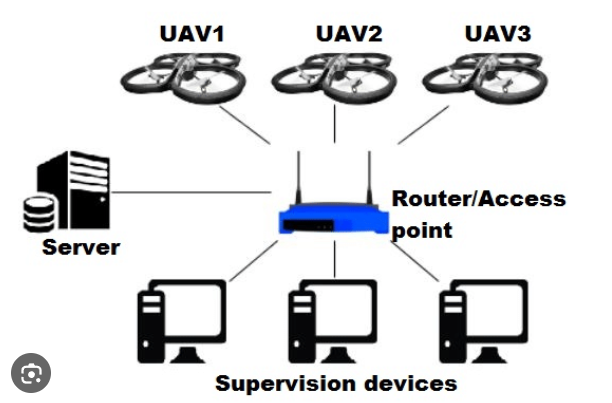 UAV1 UAV2 UAV3
Router/Access
point
Server
Supervision devices